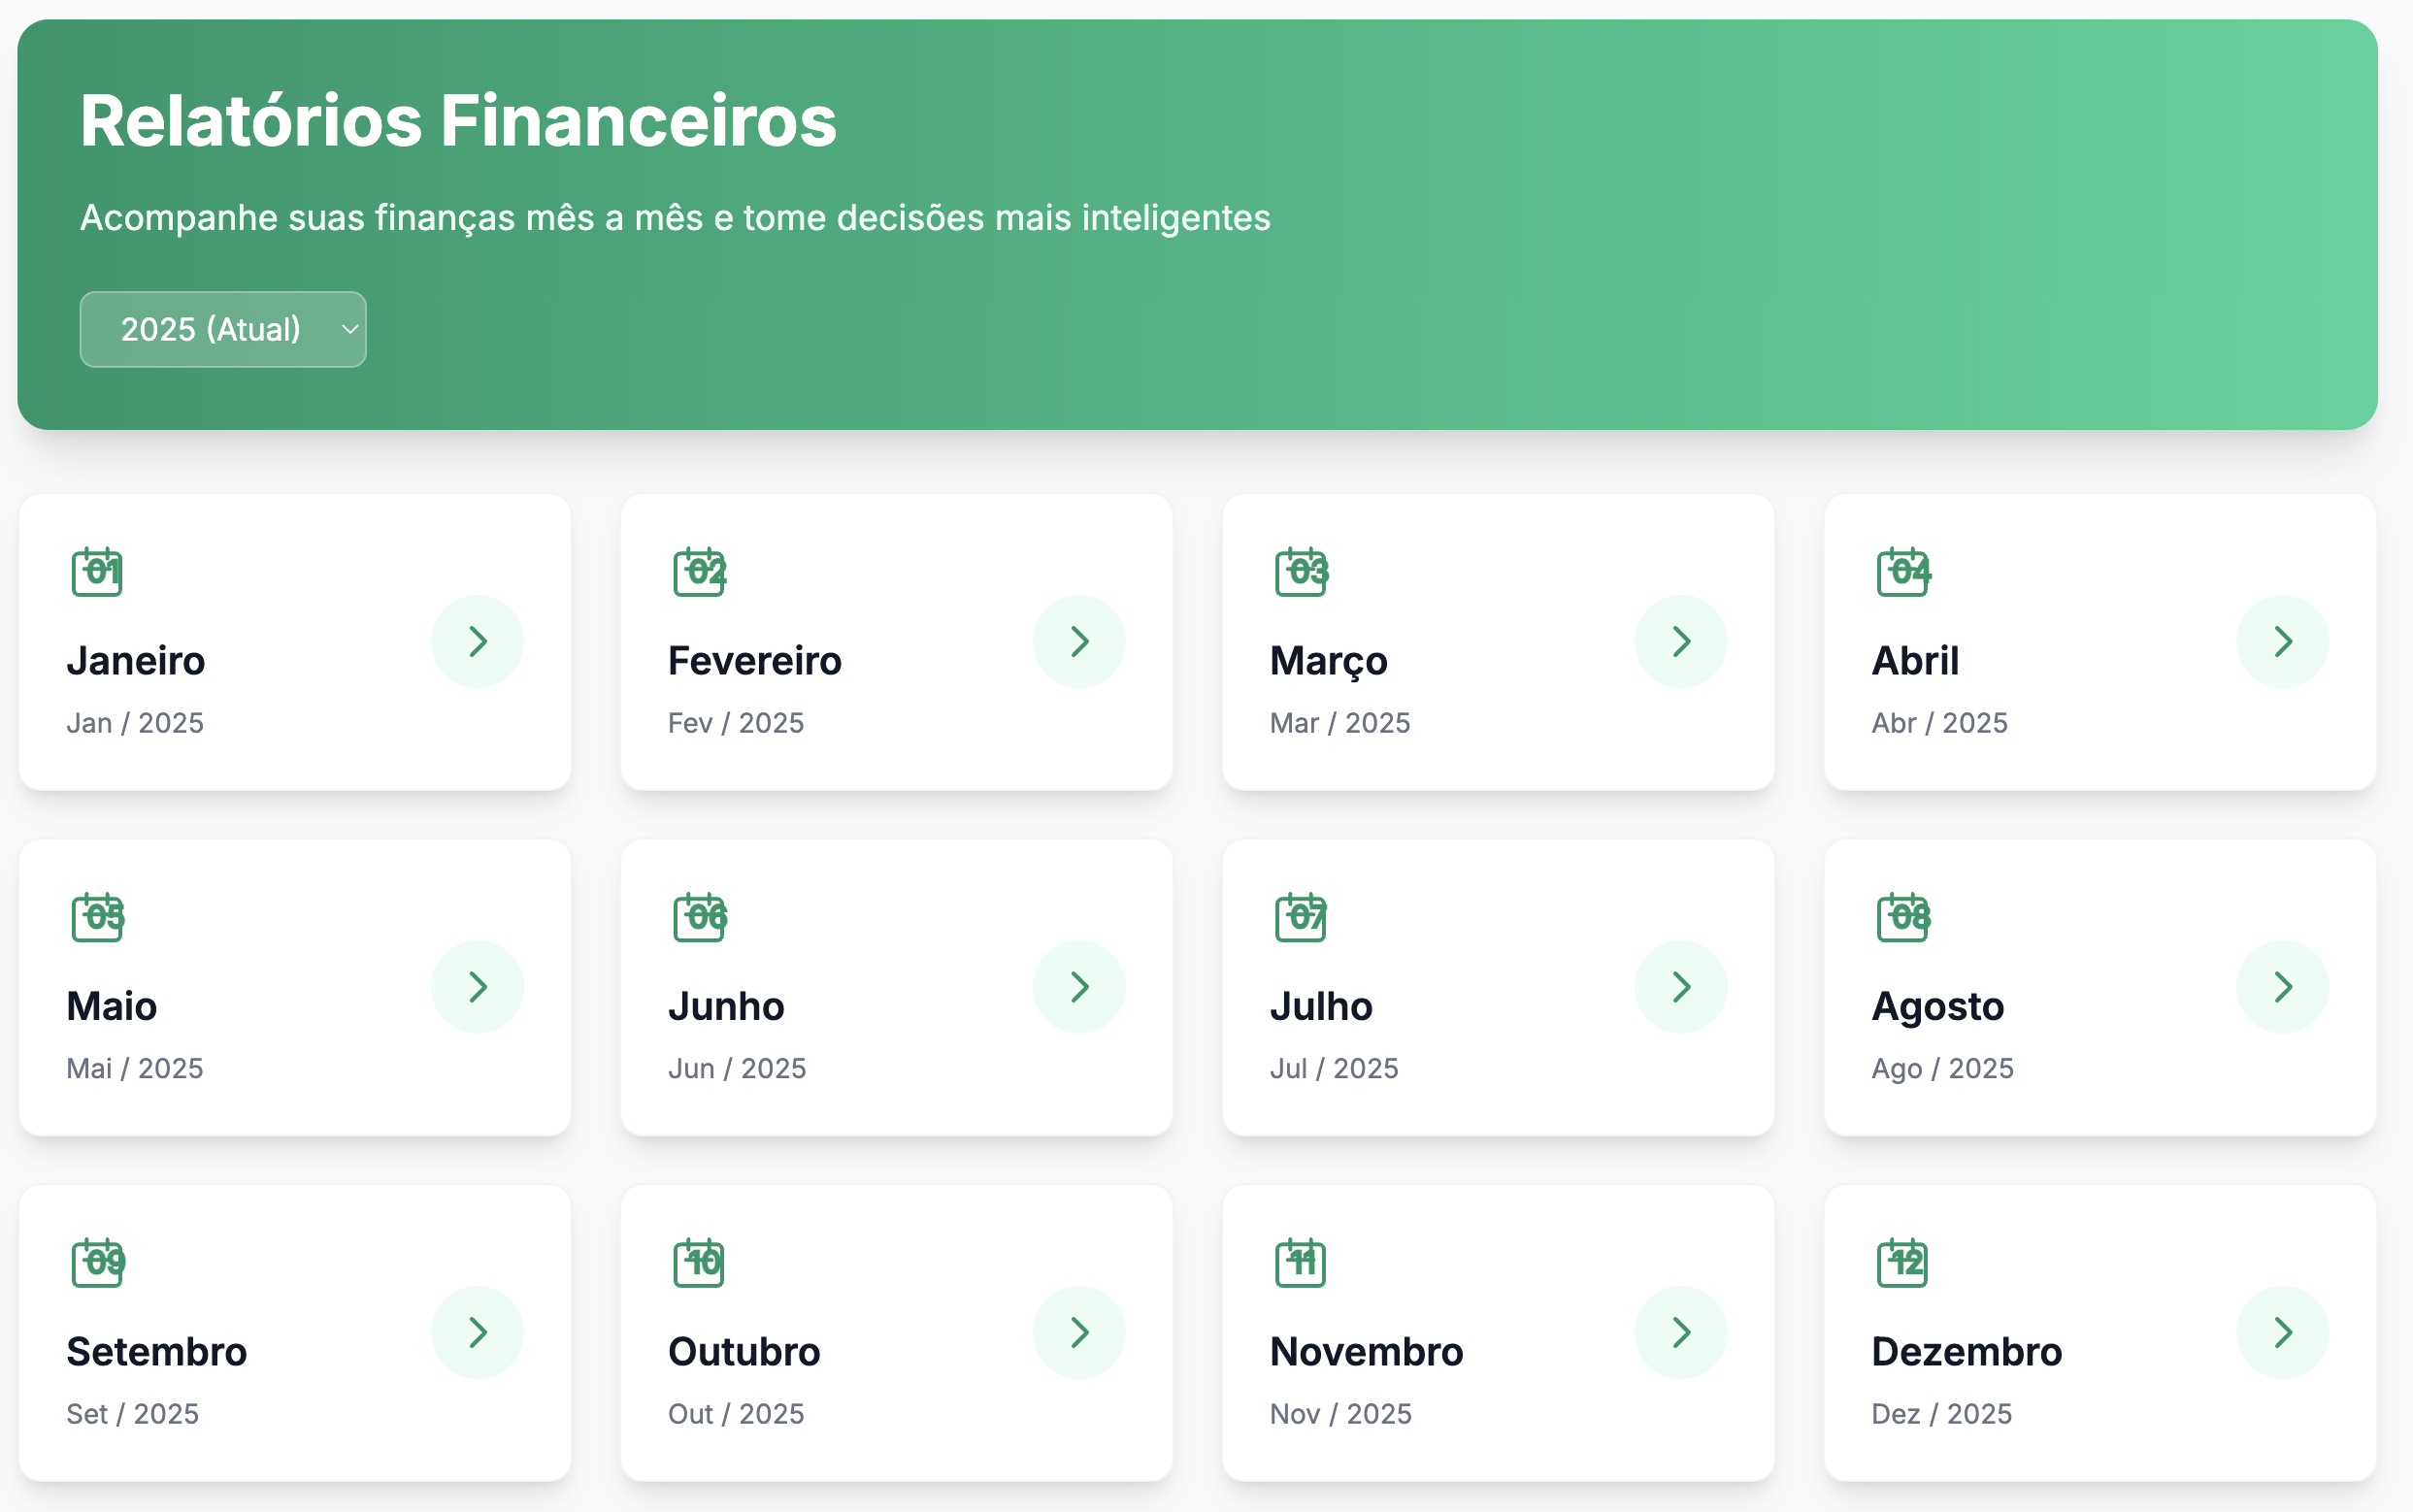 Relatórios Financeiros
Acompanhe suas finanças mês a mês e tome decisões mais inteligentes
2025 (Atual)
01
Janeiro
Jan / 2025
02
Fevereiro
Fev / 2025
03
Março
Mar / 2025
04
Abril
Abr / 2025
05
Maio
Mai / 2025
06
Junho
Jun / 2025
07
Julho
Jul / 2025
08
Agosto
Ago / 2025
09
Setembro
Set / 2025
10
Outubro
Out / 2025
11
Novembro
Nov / 2025
12
Dezembro
Dez / 2025